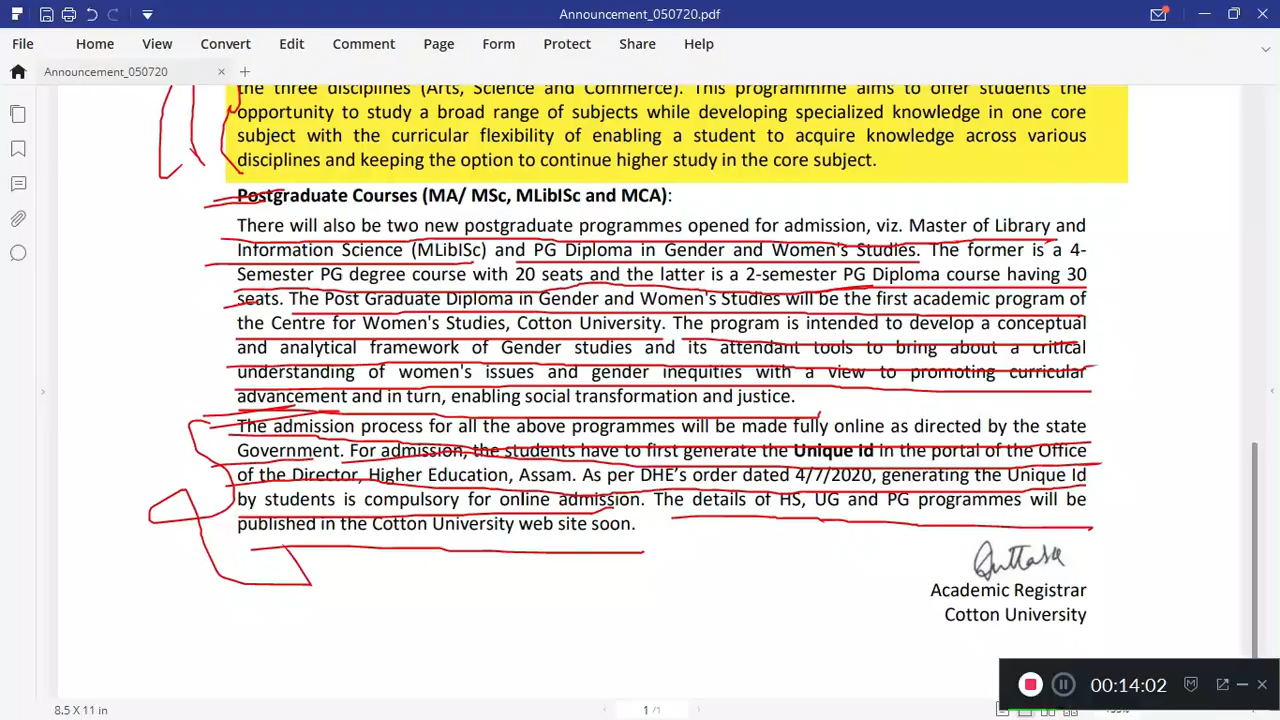 Announcement_050720.pdf
File Home View Convert Edit Comment Page Form Protect Share Help
Announcement_050720
the three disciplines (Arts, Science and Commerce). This programmme aims to offer students the
opportunity to study a broad range of subjects while developing specialized knowledge in one core
subject with the curricular flexibility of enabling a student to acquire knowledge across various
disciplines and keeping the option to continue higher study in the core subject.
Postgraduate Courses (MA/ MSc, MLibISc and MCA):
There will also be two new postgraduate programmes opened for admission, viz. Master of Library and
Information Science (MLibISc) and PG Diploma in Gender and Women's Studies. The former is a 4-
Semester PG degree course with 20 seats and the latter is a 2-semester PG Diploma course having 30
seats. The Post Graduate Diploma in Gender and Women's Studies will be the first academic program of
the Centre for Women's Studies, Cotton University. The program is intended to develop a conceptual
and analytical framework of Gender studies and its attendant tools to bring about a critical
understanding of women's issues and gender inequities with a view to promoting curricular
advancement and in turn, enabling social transformation and justice.
The admission process for all the above programmes will be made fully online as directed by the state
Government. For admission, the students have to first generate the Unique Id in the portal of the Office
of the Director, Higher Education, Assam. As per DHE's order dated 4/7/2020, generating the Unique Id
by students is compulsory for online admission. The details of HS, UG and PG programmes will be
published in the Cotton University web site soon.
Academic Registrar
Cotton University
00:14:02
8.5 X 11 in
1 /1